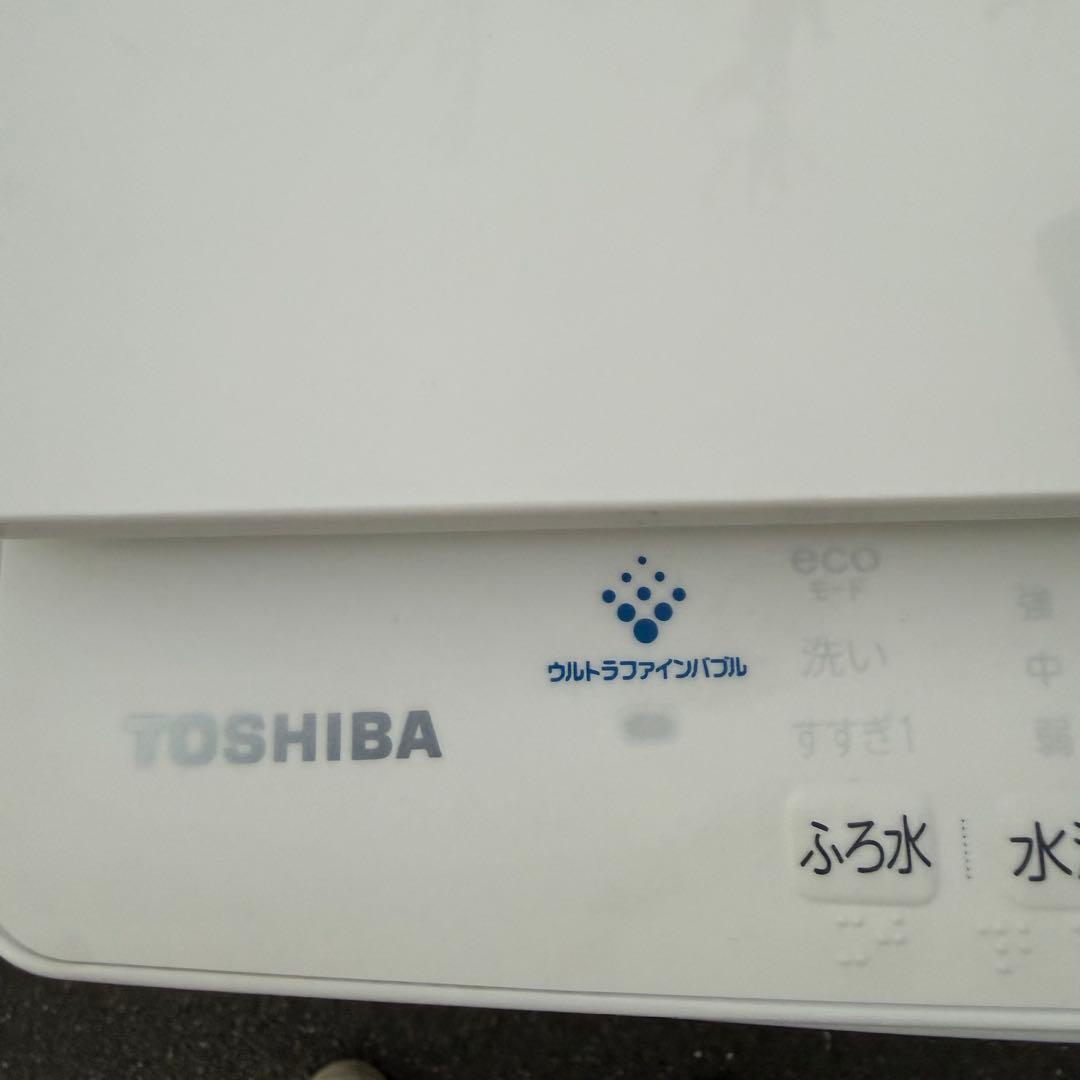 eco
モード
強
洗い
中
ウルトラファインバブル
TOSHIBA
すすぎ1
弱
ふろ水
水